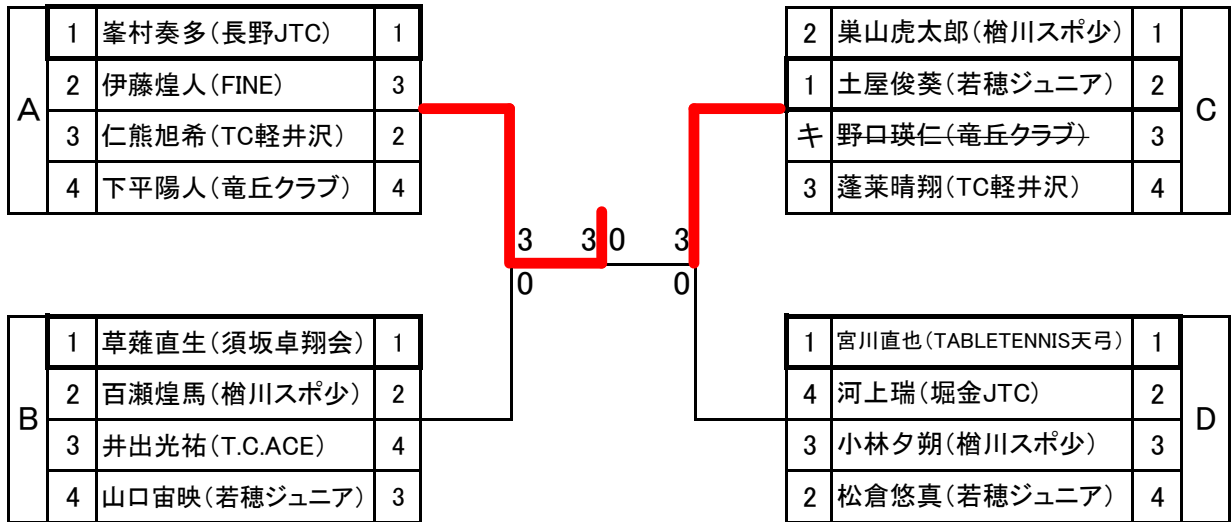 A
1 峯村奏多(長野JTC) 1
2 伊藤煌人(FINE) 3
3 仁熊旭希(TC軽井沢) 2
4 下平陽人(竜丘クラブ) 4
2 巣山虎太郎(楢川スポ少) 1
1 土屋俊葵(若穂ジュニア) 2
キ 野口瑛仁(竜丘クラブ) 3
3 蓬莱晴翔(TC軽井沢) 4
C
3 3 0 3
0 0
B
1 草薙直生(須坂卓翔会) 1
2 百瀬煌馬(楢川スポ少) 2
3 井出光祐(T.C.ACE) 4
4 山口宙映(若穂ジュニア) 3
1 宮川直也(TABLETENNIS天弓) 1
4 河上瑞(堀金JTC) 2
3 小林夕朔(楢川スポ少) 3
2 松倉悠真(若穂ジュニア) 4
D